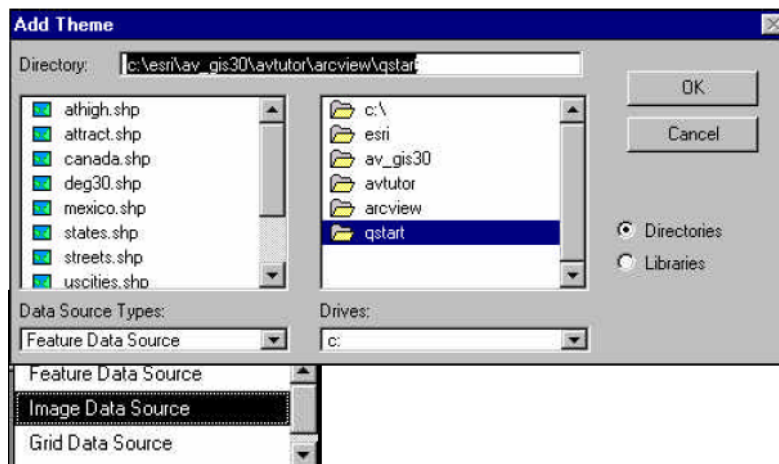 Add Theme
Directory: c:\esri\av_gis30\avtutor\arcview\qstart
OK
Cancel
athigh.shp
attract.shp
canada.shp
deg30.shp
mexico.shp
states.shp
streets.shp
uscities.shp
c:\
esri
av_gis30
avtutor
arcview
qstart
Directories
Libraries
Data Source Types:
Feature Data Source
Drives:
c:
Feature Data Source
Image Data Source
Grid Data Source